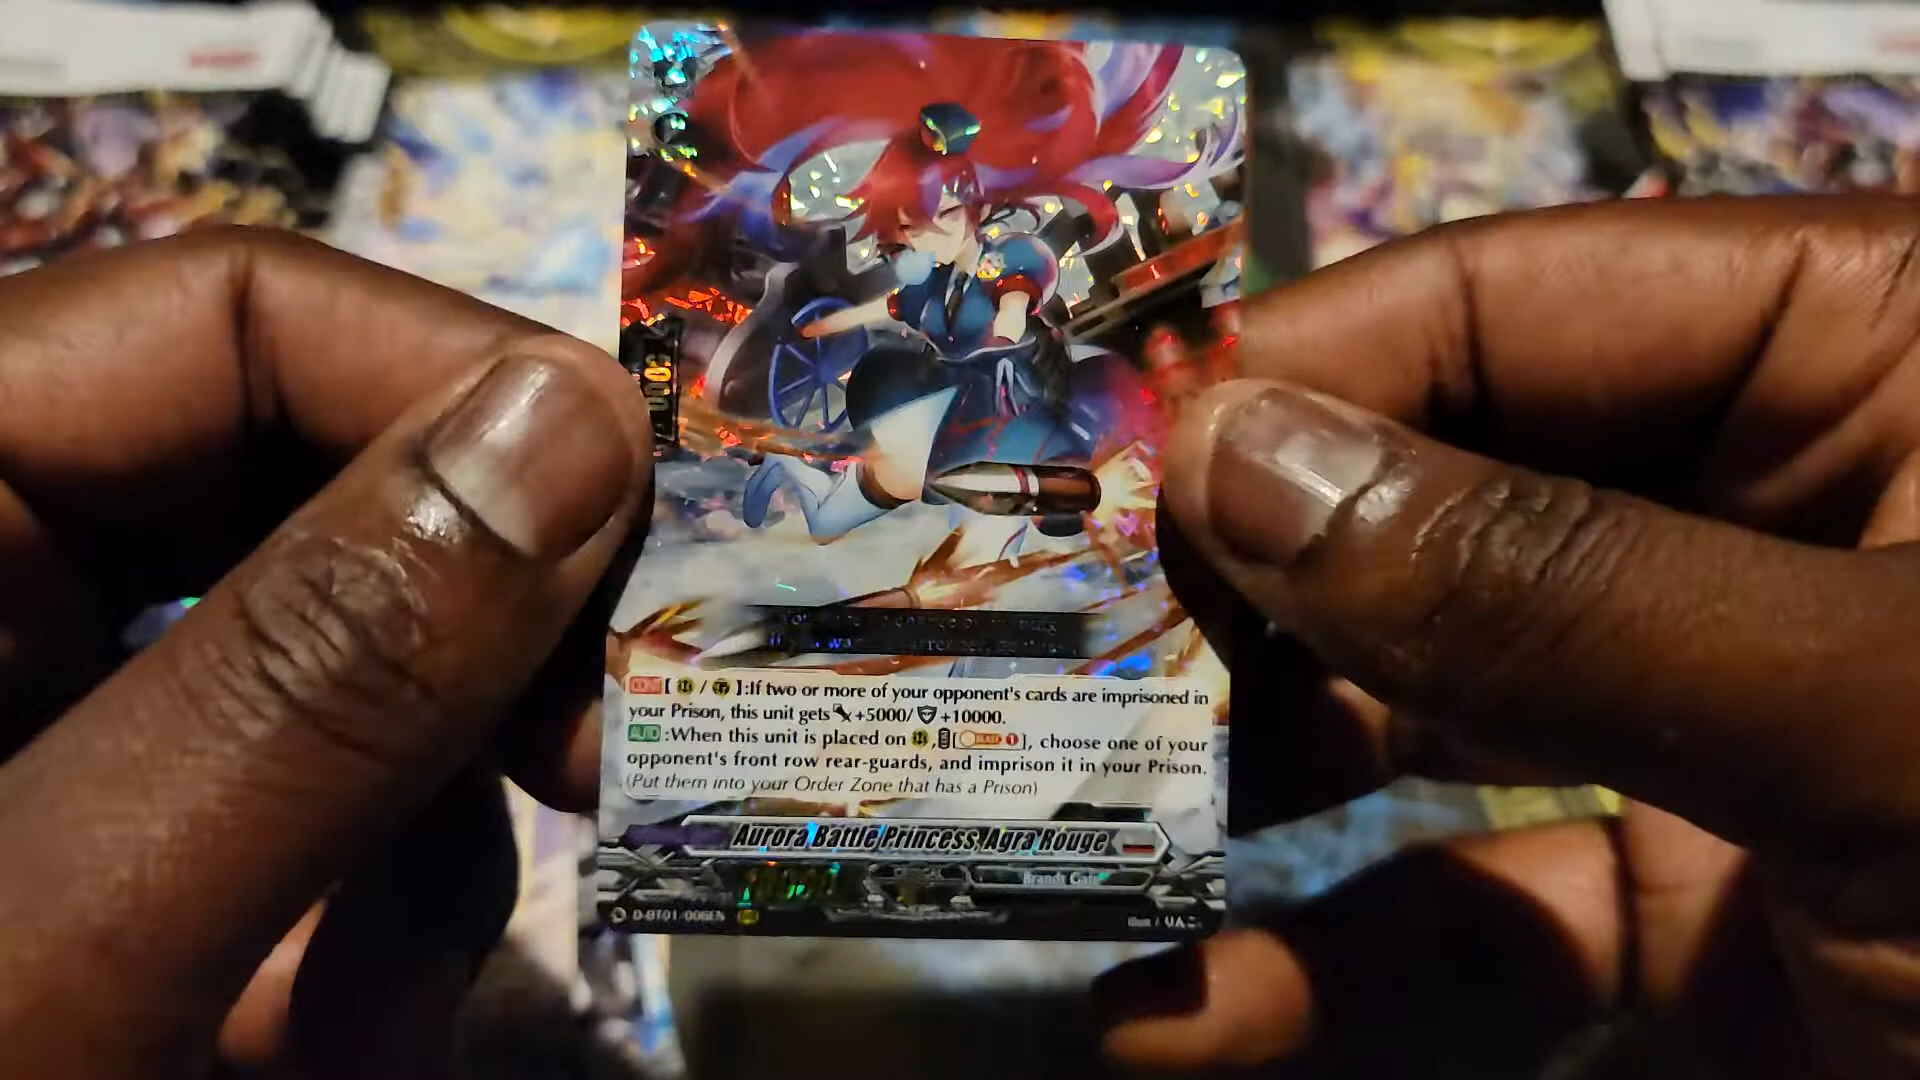 CONT[ / ]:If two or more of your opponent's cards are imprisoned in
your Prison, this unit gets +5000/ +10000.
AUTO:When this unit is placed on ,[ 1 ], choose one of your
opponent's front row rear-guards, and imprison it in your Prison.
(Put them into your Order Zone that has a Prison)
Aurora Battle Princess, Agra Rouge
Brandt Gate
D-BT01/006EN
Illus /